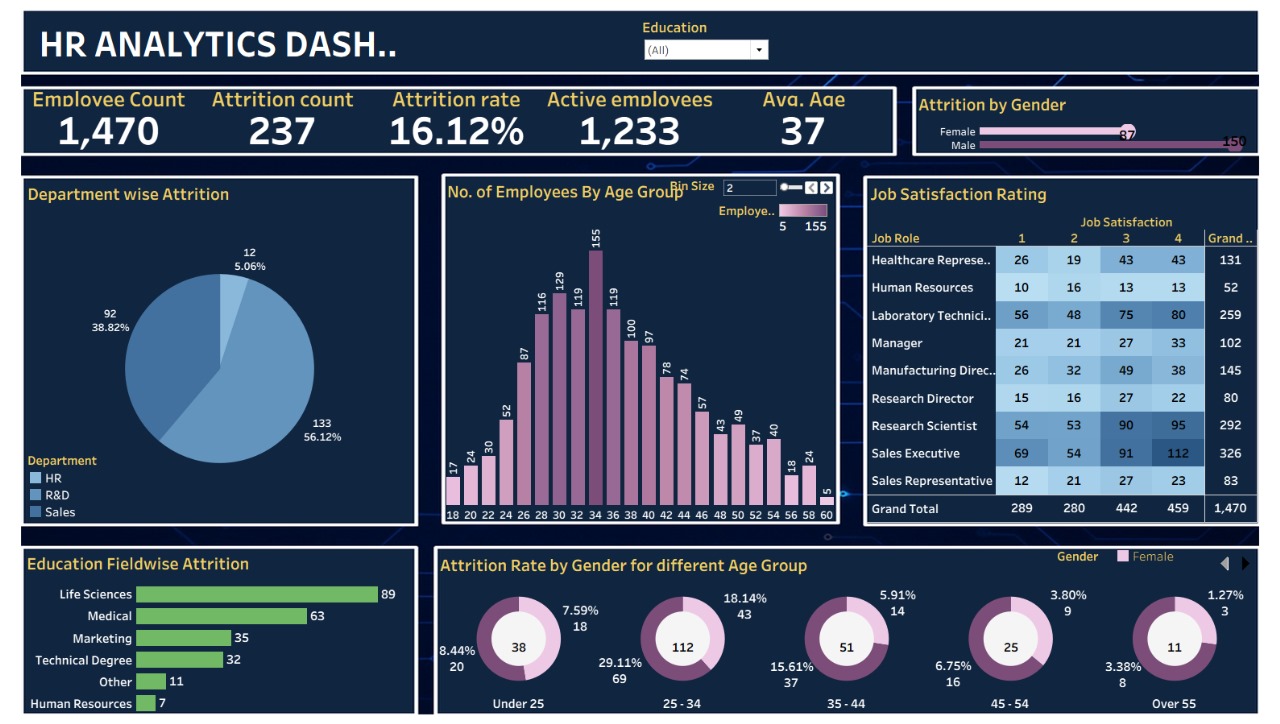 HR ANALYTICS DASH..
Education
(All)
Employee Count
Attrition count
Attrition rate
Active employees
Avg. Age
1,470
237
16.12%
1,233
37
Attrition by Gender
Female
87
Male
150
Department wise Attrition
12
5.06%
92
38.82%
133
56.12%
Department
HR
R&D
Sales
No. of Employees By Age Group
Bin Size
2
Employe..
5 155
17 24 30 52 87 116 129 119 155 119 100 97 78 74 57 43 49 37 40 18 24 5
18 20 22 24 26 28 30 32 34 36 38 40 42 44 46 48 50 52 54 56 58 60
Job Satisfaction Rating
Job Satisfaction
Job Role 1 2 3 4 Grand ..
Healthcare Represe.. 26 19 43 43 131
Human Resources 10 16 13 13 52
Laboratory Technici.. 56 48 75 80 259
Manager 21 21 27 33 102
Manufacturing Direc.. 26 32 49 38 145
Research Director 15 16 27 22 80
Research Scientist 54 53 90 95 292
Sales Executive 69 54 91 112 326
Sales Representative 12 21 27 23 83
Grand Total 289 280 442 459 1,470
Education Fieldwise Attrition
Life Sciences 89
Medical 63
Marketing 35
Technical Degree 32
Other 11
Human Resources 7
Attrition Rate by Gender for different Age Group
Gender
Female
7.59%
18
38
8.44%
20
Under 25
18.14%
43
112
29.11%
69
25 - 34
5.91%
14
51
15.61%
37
35 - 44
3.80%
9
25
6.75%
16
45 - 54
1.27%
3
11
3.38%
8
Over 55